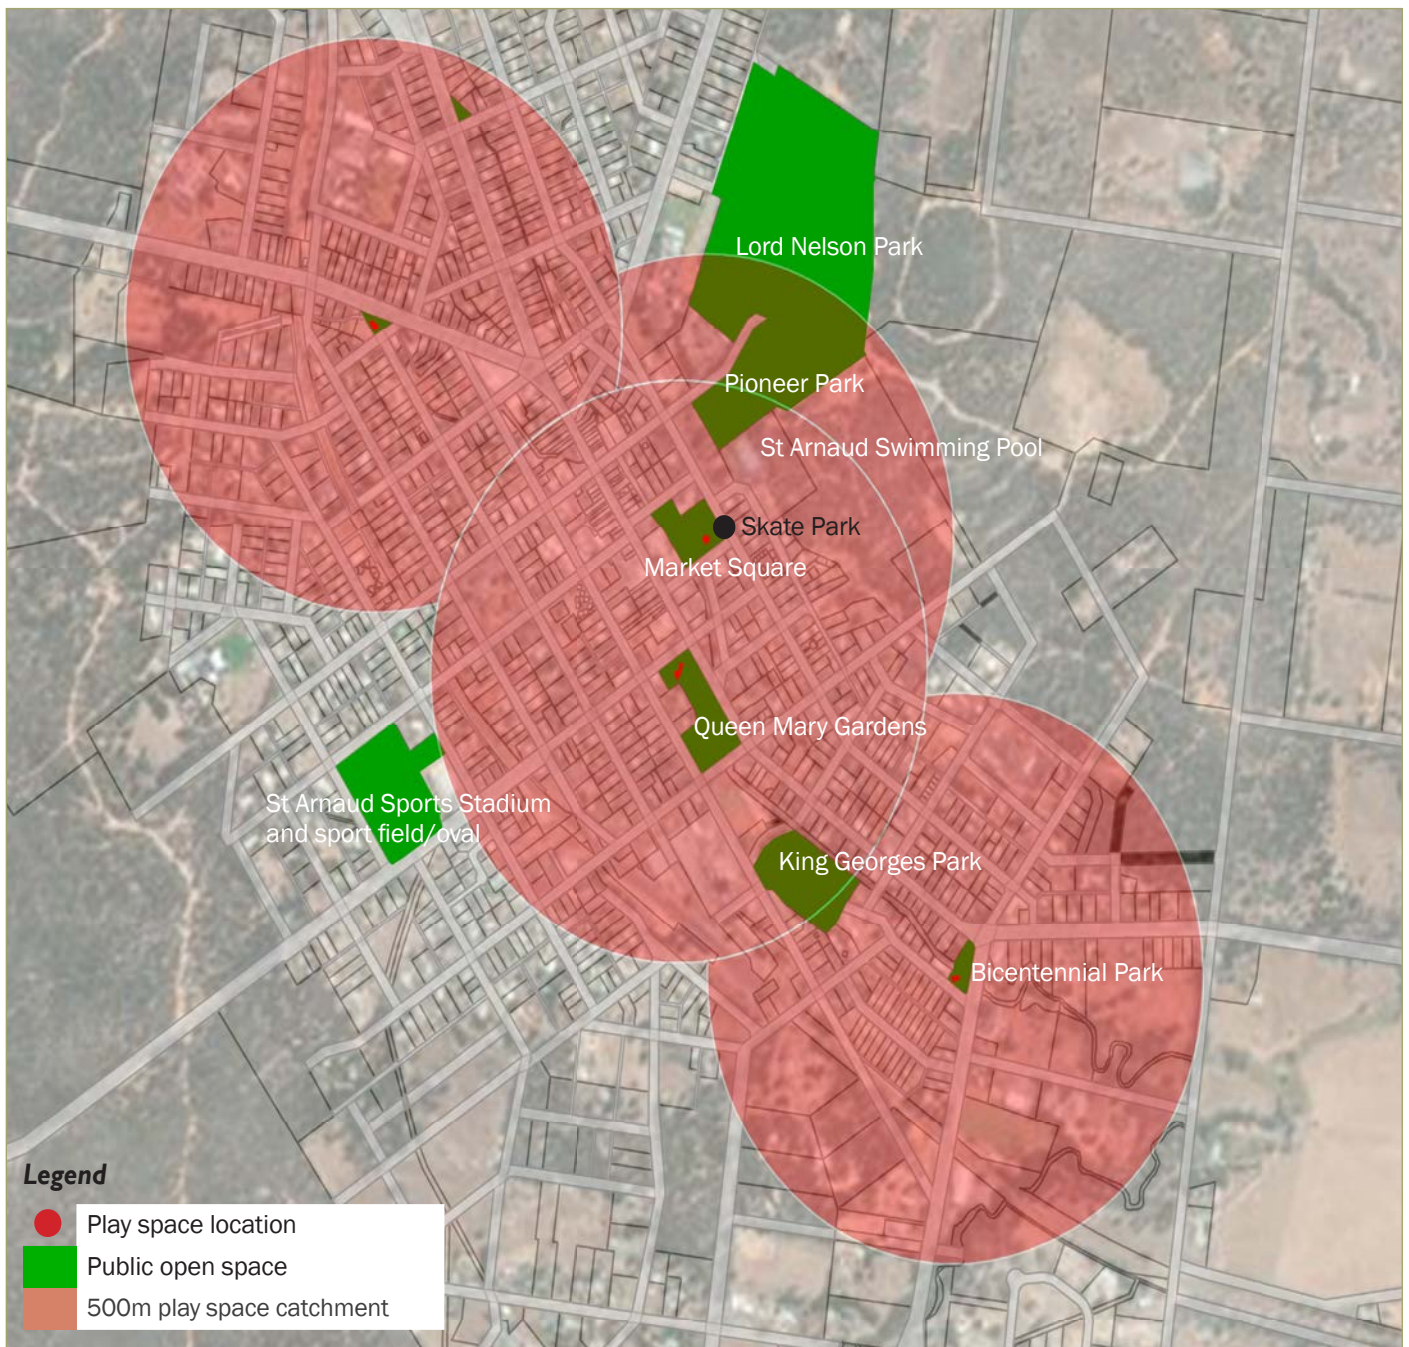 Lord Nelson Park
Pioneer Park
St Arnaud Swimming Pool
Skate Park
Market Square
Queen Mary Gardens
St Arnaud Sports Stadium
and sport field/oval
King Georges Park
Bicentennial Park
Legend
Play space location
Public open space
500m play space catchment